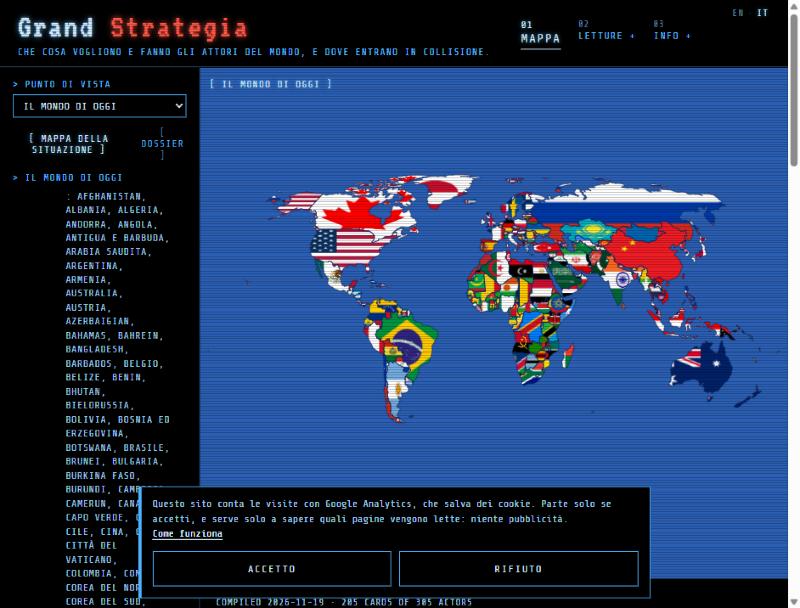 Grand Strategia
CHE COSA VOGLIONO E FANNO GLI ATTORI DEL MONDO, E DOVE ENTRANO IN COLLISIONE.
01
MAPPA
02
LETTURE +
03
INFO +
EN IT
> PUNTO DI VISTA
IL MONDO DI OGGI
[ MAPPA DELLA
SITUAZIONE ]
[
DOSSIER
]
> IL MONDO DI OGGI
: AFGHANISTAN,
ALBANIA, ALGERIA,
ANDORRA, ANGOLA,
ANTIGUA E BARBUDA,
ARABIA SAUDITA,
ARGENTINA,
ARMENIA,
AUSTRALIA,
AUSTRIA,
AZERBAIGIAN,
BAHAMAS, BAHREIN,
BANGLADESH,
BARBADOS, BELGIO,
BELIZE, BENIN,
BHUTAN,
BIELORUSSIA,
BOLIVIA, BOSNIA ED
ERZEGOVINA,
BOTSWANA, BRASILE,
BRUNEI, BULGARIA,
BURKINA FASO,
BURUNDI,
CAMERUN,
CAPO VERDE,
CILE, CINA,
CITTÀ DEL
VATICANO,
COLOMBIA,
COREA DEL
COREA DEL SUD,
[ IL MONDO DI OGGI ]
Questo sito conta le visite con Google Analytics, che salva dei cookie. Parte solo se
accetti, e serve solo a sapere quali pagine vengono lette: niente pubblicità.
Come funziona
ACCETTO
RIFIUTO
COMPILED 2026-11-19 · 205 CARDS OF 305 ACTORS